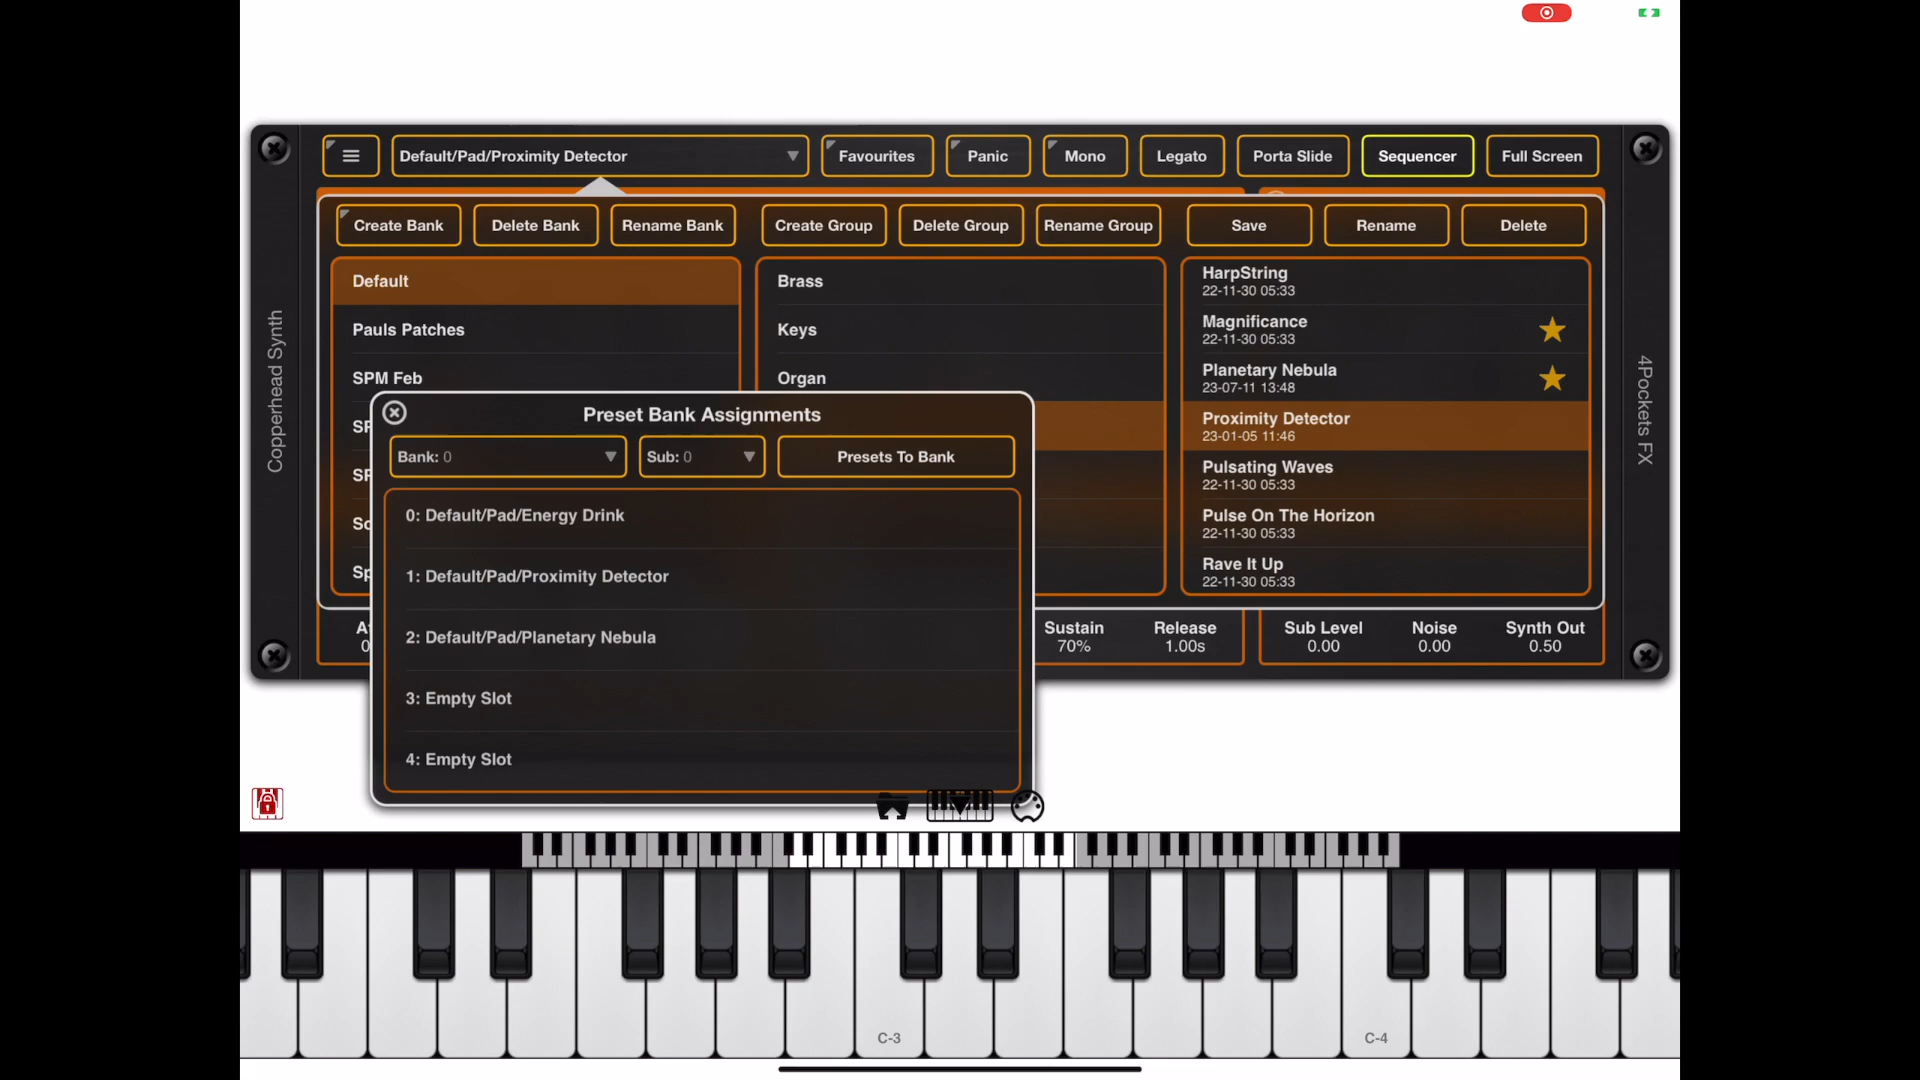 Default/Pad/Proximity Detector
Favourites
Panic
Mono
Legato
Porta Slide
Sequencer
Full Screen
Create Bank
Delete Bank
Rename Bank
Create Group
Delete Group
Rename Group
Save
Rename
Delete
Copperhead Synth
4Pockets FX
Default
Pauls Patches
SPM Feb
Brass
Keys
Organ
HarpString
22-11-30 05:33
Magnificance
22-11-30 05:33
Planetary Nebula
23-07-11 13:48
Proximity Detector
23-01-05 11:46
Pulsating Waves
22-11-30 05:33
Pulse On The Horizon
22-11-30 05:33
Rave It Up
22-11-30 05:33
Preset Bank Assignments
Bank: 0
Sub: 0
Presets To Bank
0: Default/Pad/Energy Drink
1: Default/Pad/Proximity Detector
2: Default/Pad/Planetary Nebula
3: Empty Slot
4: Empty Slot
Sustain
70%
Release
1.00s
Sub Level
0.00
Noise
0.00
Synth Out
0.50
C-3
C-4